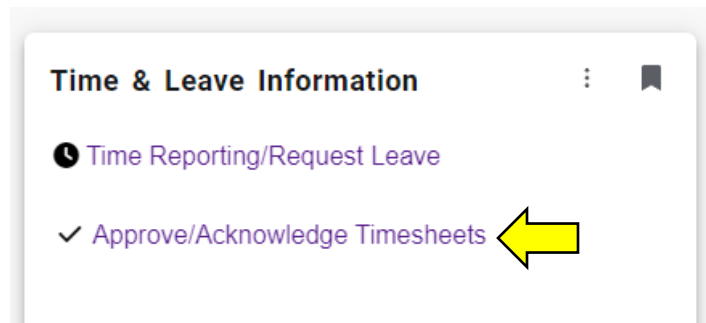 Time & Leave Information
Time Reporting/Request Leave
Approve/Acknowledge Timesheets